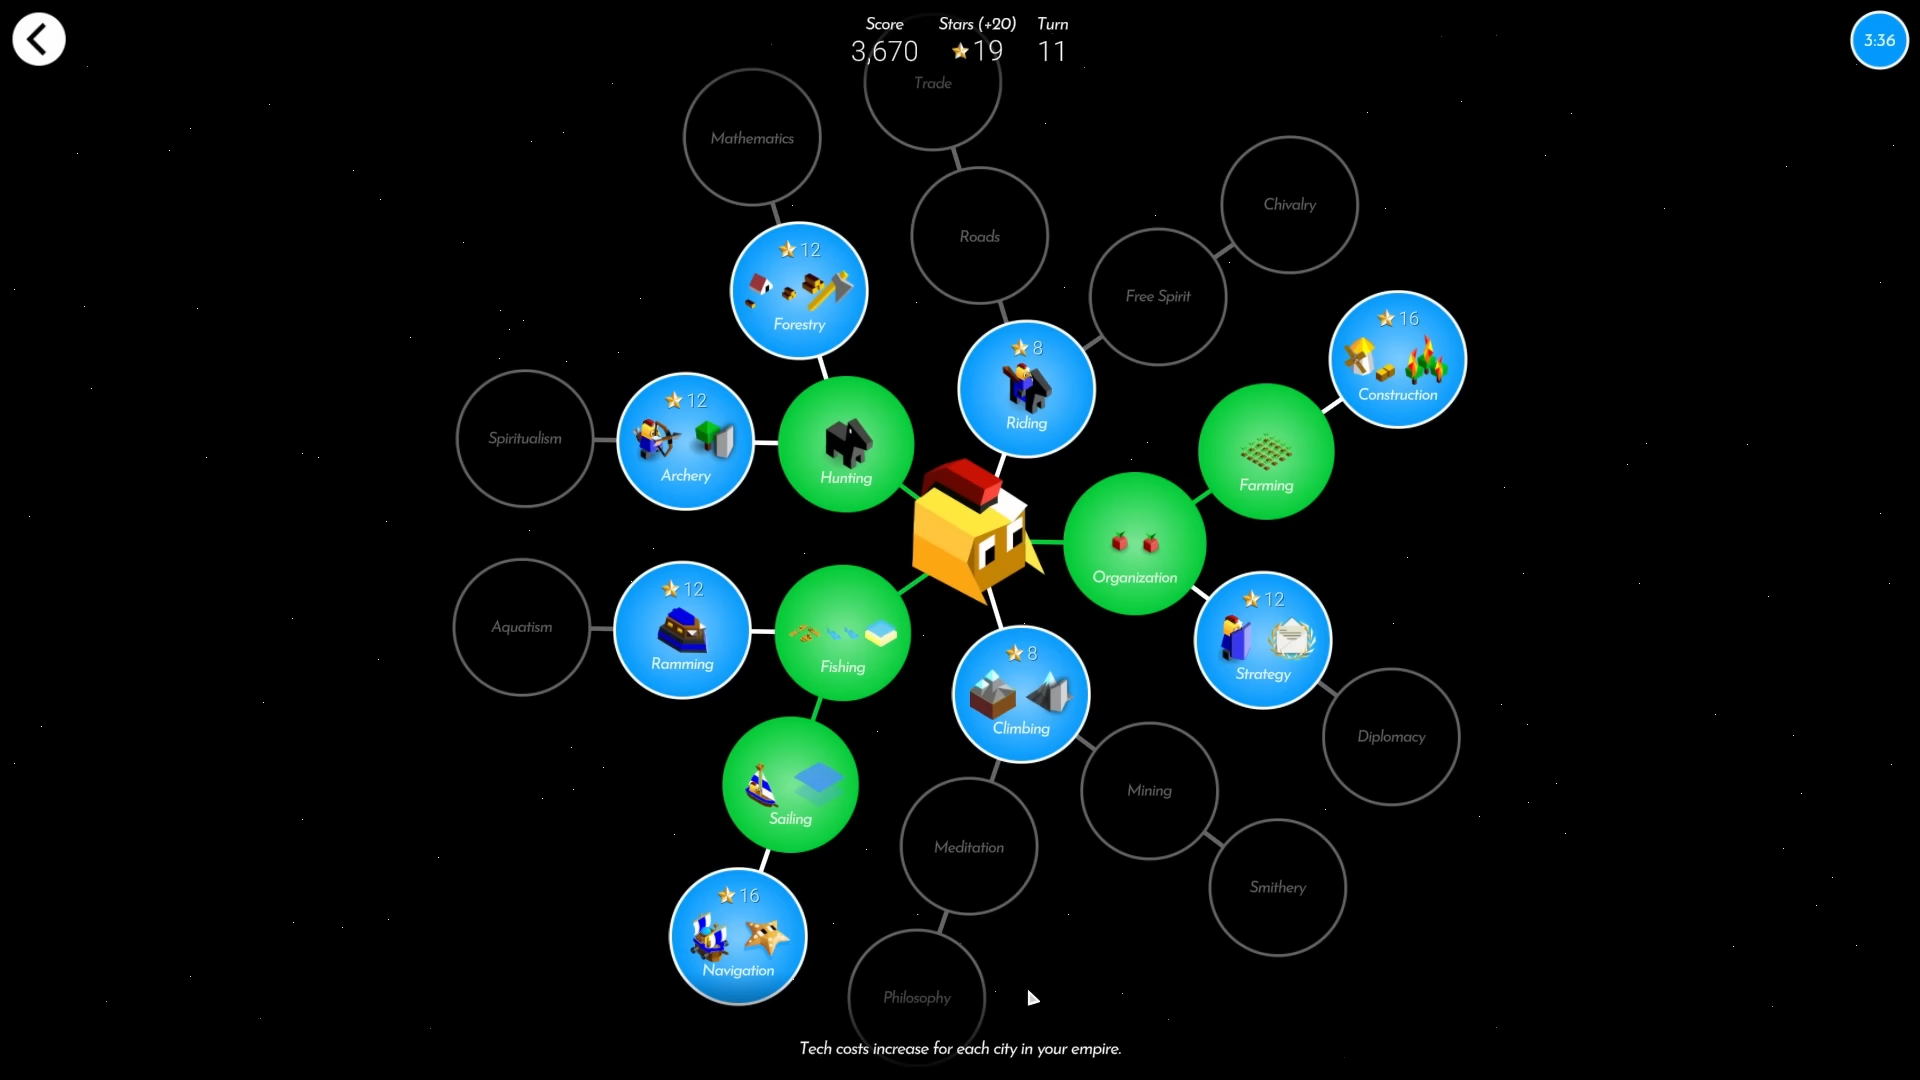 Score
3,670
Stars (+20)
19
Turn
11
3:36
Trade
Mathematics
Roads
Chivalry
Free Spirit
12
Forestry
16
Construction
8
Riding
Spiritualism
12
Archery
Hunting
Farming
Organization
Aquatism
12
Ramming
Fishing
8
Climbing
12
Strategy
Diplomacy
Mining
Sailing
Meditation
Smithery
16
Navigation
Philosophy
Tech costs increase for each city in your empire.